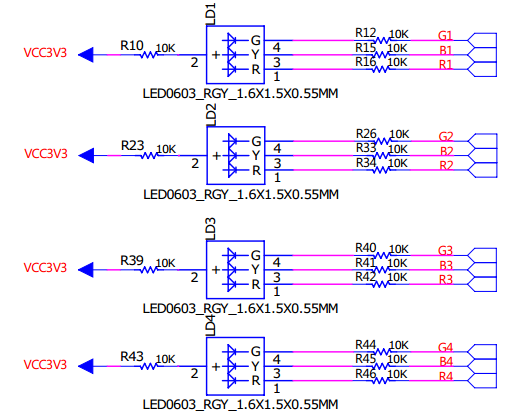 LD1
R10 10K
VCC3V3
2
+
G
Y
R
4
3
1
R12 10K G1
R15 10K B1
R16 10K R1
LED0603_RGY_1.6X1.5X0.55MM
LD2
R23 10K
VCC3V3
2
+
G
Y
R
4
3
1
R26 10K G2
R33 10K B2
R34 10K R2
LED0603_RGY_1.6X1.5X0.55MM
LD3
R39 10K
VCC3V3
2
+
G
Y
R
4
3
1
R40 10K G3
R41 10K B3
R42 10K R3
LED0603_RGY_1.6X1.5X0.55MM
LD4
R43 10K
VCC3V3
2
+
G
Y
R
4
3
1
R44 10K G4
R45 10K B4
R46 10K R4
LED0603_RGY_1.6X1.5X0.55MM